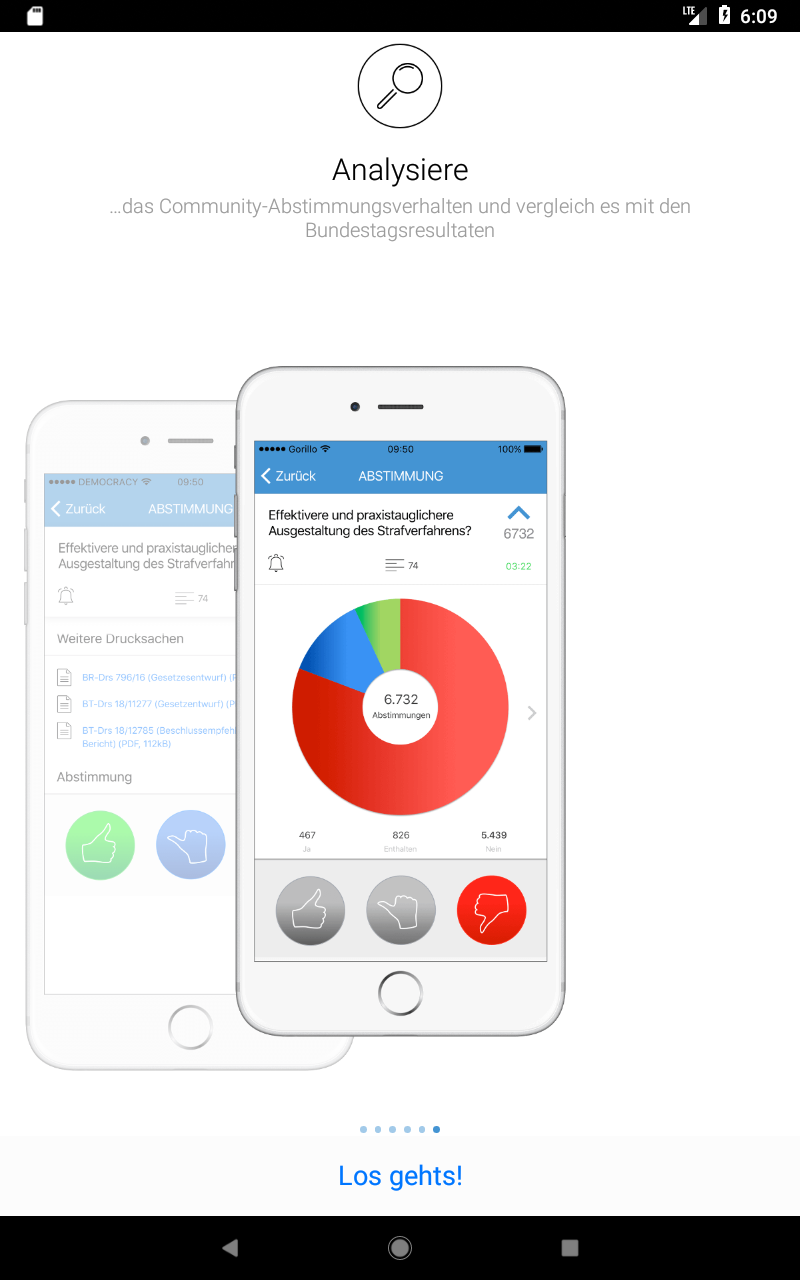 LTE 6:09
Analysiere
...das Community-Abstimmungsverhalten und vergleich es mit den
Bundestagsresultaten
DEMOCRACY 09:50
Zurück ABSTIMMUNG
Effektivere und praxistauglicher
Ausgestaltung des Strafverfahr
74
Weitere Drucksachen
BR-Drs 796/16 (Gesetzesentwurf) (
BT-Drs 18/11277 (Gesetzentwurf) (P
BT-Drs 18/12785 (Beschlussempfeh
Bericht) (PDF, 112kB)
Abstimmung
Gorillo 09:50 100%
Zurück ABSTIMMUNG
Effektivere und praxistauglichere
Ausgestaltung des Strafverfahrens?
6732
74 03:22
6.732
Abstimmungen
467 826 5.439
Ja Enthalten Nein
Los gehts!